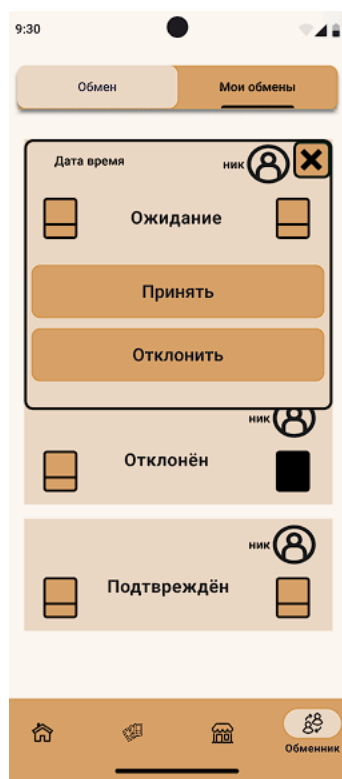 9:30
Обмен
Мои обмены
Дата время
ник
Ожидание
Принять
Отклонить
ник
Отклонён
ник
Подтвреждён
Обменник